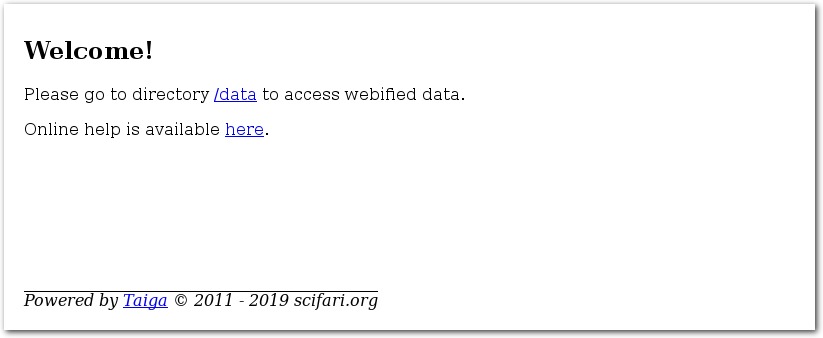 Welcome!
Please go to directory /data to access webified data.
Online help is available here.
Powered by Taiga © 2011 - 2019 scifari.org